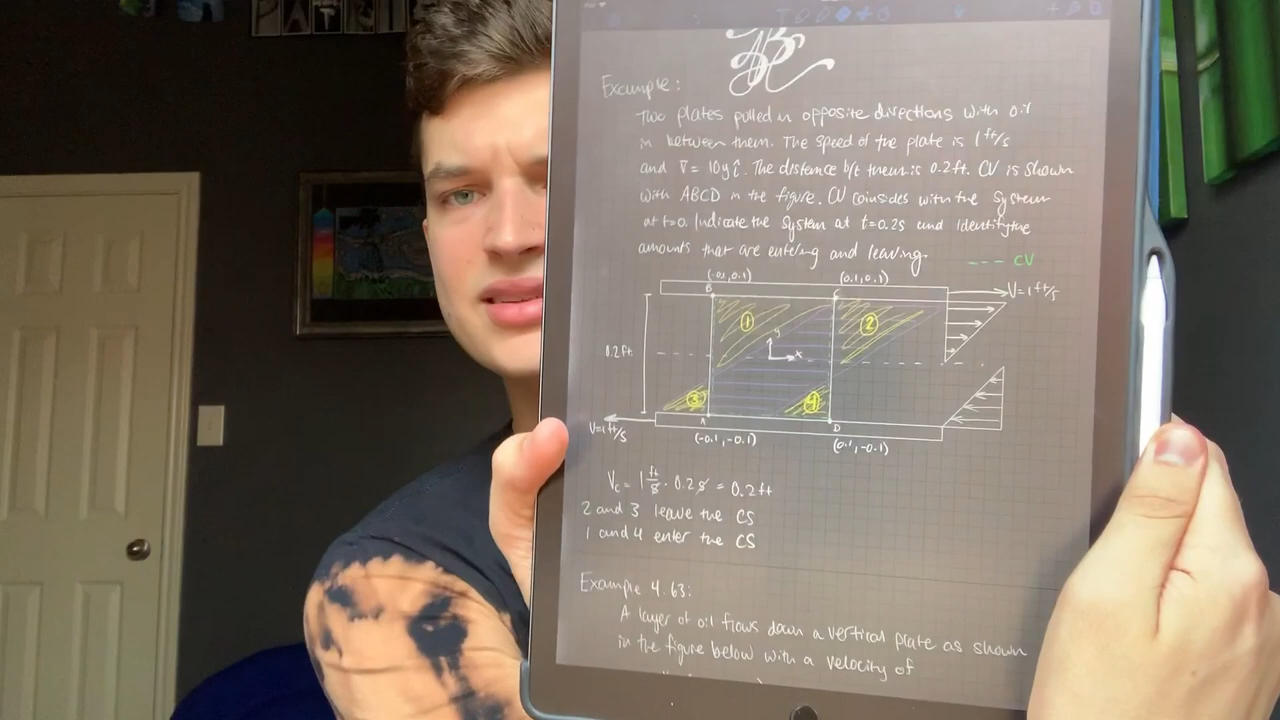 ABC
Example:
Two plates pulled in opposite directions with oil
in between them. The speed of the plate is 1 ft/s
and V̄ = 10y î. The distance b/t them is 0.2 ft. CV is shown
with ABCD in the figure. CV coinsides with the system
at t=0. Indicate the system at t=0.2s and identify the
amounts that are entering and leaving.
--- CV
(-0.1, 0.1) (0.1, 0.1)
B C
V=1 ft/s
1 2
y
x
0.2 ft
3 4
V=1 ft/s
A D
(-0.1, -0.1) (0.1, -0.1)
Vc = 1 ft/s · 0.2 s = 0.2 ft
2 and 3 leave the CS
1 and 4 enter the CS
Example 4.63:
A layer of oil flows down a vertical plate as shown
in the figure below with a velocity of